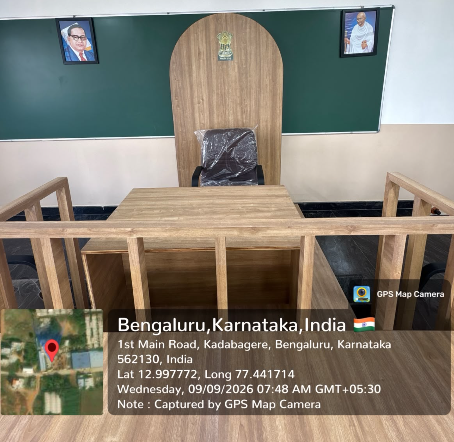 GPS Map Camera
Bengaluru,Karnataka,India
1st Main Road, Kadabagere, Bengaluru, Karnataka
562130, India
Lat 12.997772, Long 77.441714
Wednesday, 09/09/2026 07:48 AM GMT+05:30
Note : Captured by GPS Map Camera